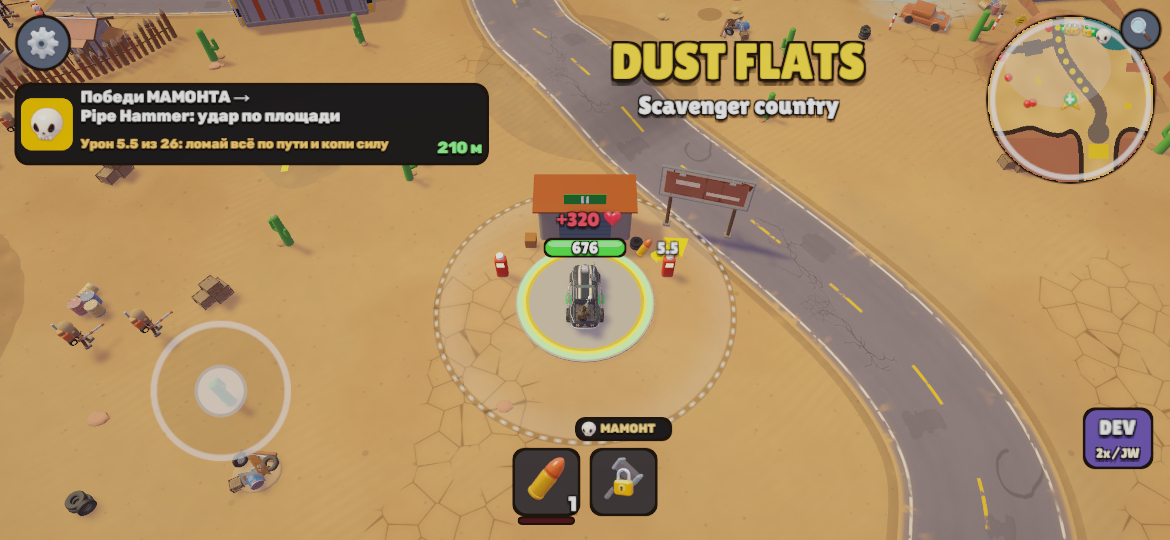 DUST FLATS
Scavenger country
Победи МАМОНТА →
Pipe Hammer: удар по площади
Урон 5.5 из 26: ломай всё по пути и копи силу
210 м
+320
676
5.5
МАМОНТ
1
DEV
2x/JW